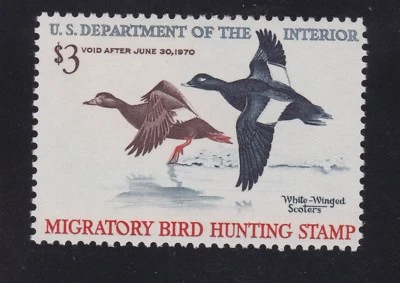 U.S. DEPARTMENT OF THE INTERIOR
$3 VOID AFTER JUNE 30, 1970
White-Winged
Scoters
MIGRATORY BIRD HUNTING STAMP